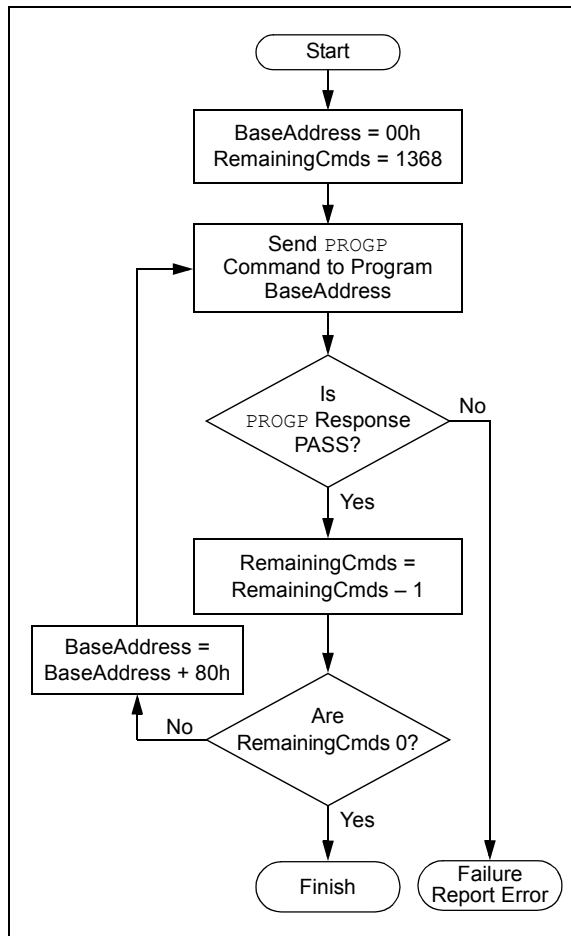 Start
BaseAddress = 00h
RemainingCmds = 1368
Send PROGP
Command to Program
BaseAddress
Is
PROGP Response
PASS?
No
Yes
RemainingCmds =
RemainingCmds – 1
BaseAddress =
BaseAddress + 80h
Are
RemainingCmds 0?
No
Yes
Finish
Failure
Report Error